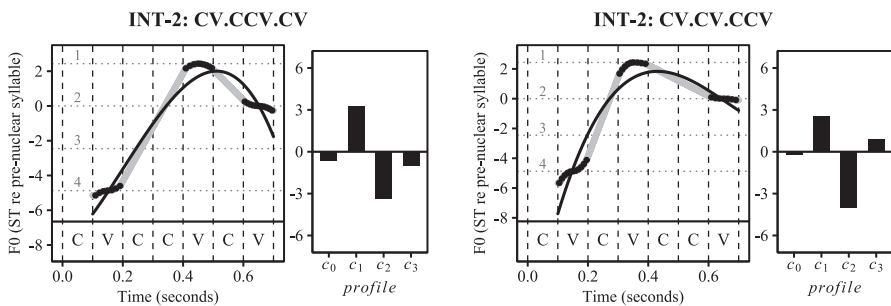 INT-2: CV.CCV.CV
F0 (ST re pre-nuclear syllable)
2
0
-2
-4
-6
-8
1
2
3
4
C V C C V C V
0.0 0.2 0.4 0.6
Time (seconds)
6
3
0
-3
-6
c0 c1 c2 c3
profile
INT-2: CV.CV.CCV
F0 (ST re pre-nuclear syllable)
2
0
-2
-4
-6
-8
1
2
3
4
C V C V C C V
0.0 0.2 0.4 0.6
Time (seconds)
6
3
0
-3
-6
c0 c1 c2 c3
profile